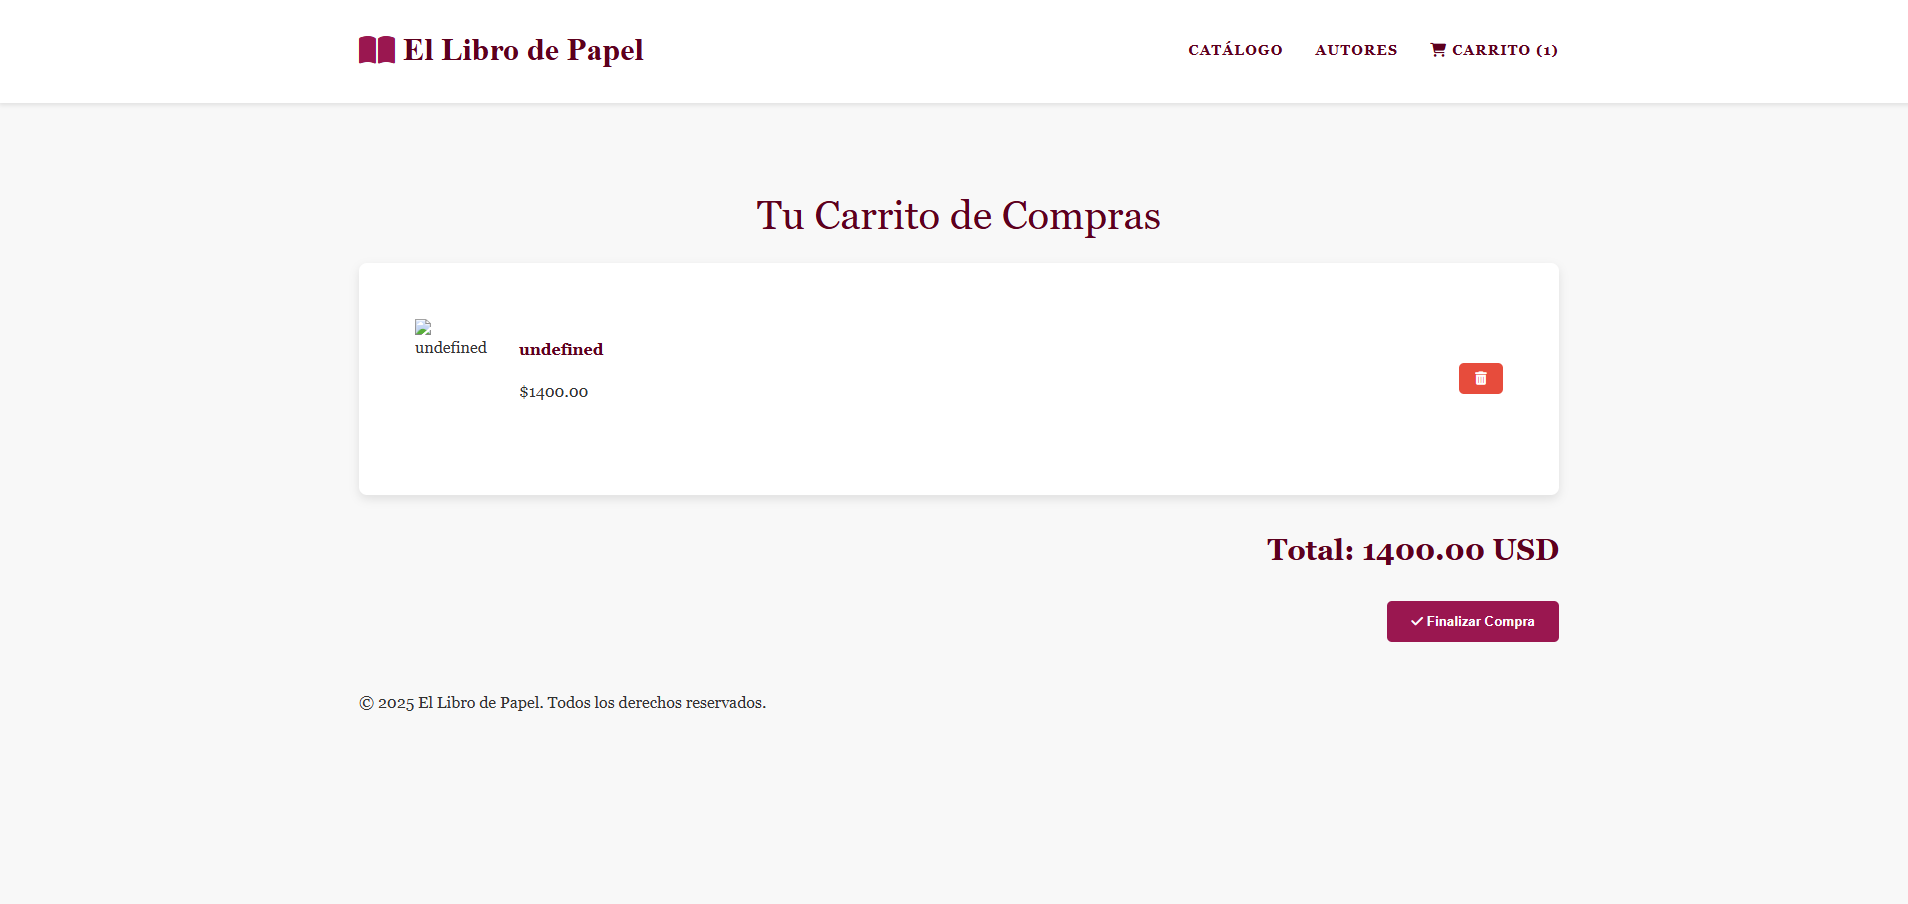 El Libro de Papel
CATÁLOGO
AUTORES
CARRITO (1)
Tu Carrito de Compras
undefined
undefined
$1400.00
Total: 1400.00 USD
Finalizar Compra
© 2025 El Libro de Papel. Todos los derechos reservados.